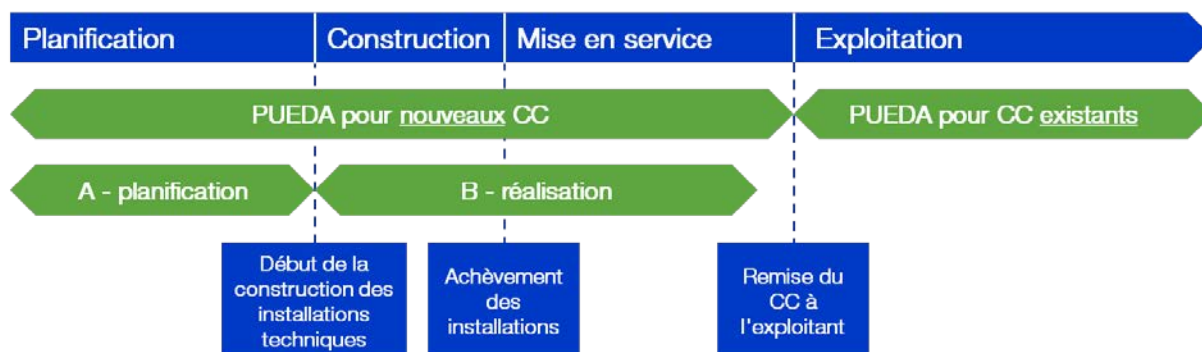 Planification
Construction
Mise en service
Exploitation
PUEDA pour nouveaux CC
PUEDA pour CC existants
A - planification
B - réalisation
Début de la
construction des
installations
techniques
Achèvement
des
installations
Remise du
CC à
l'exploitant